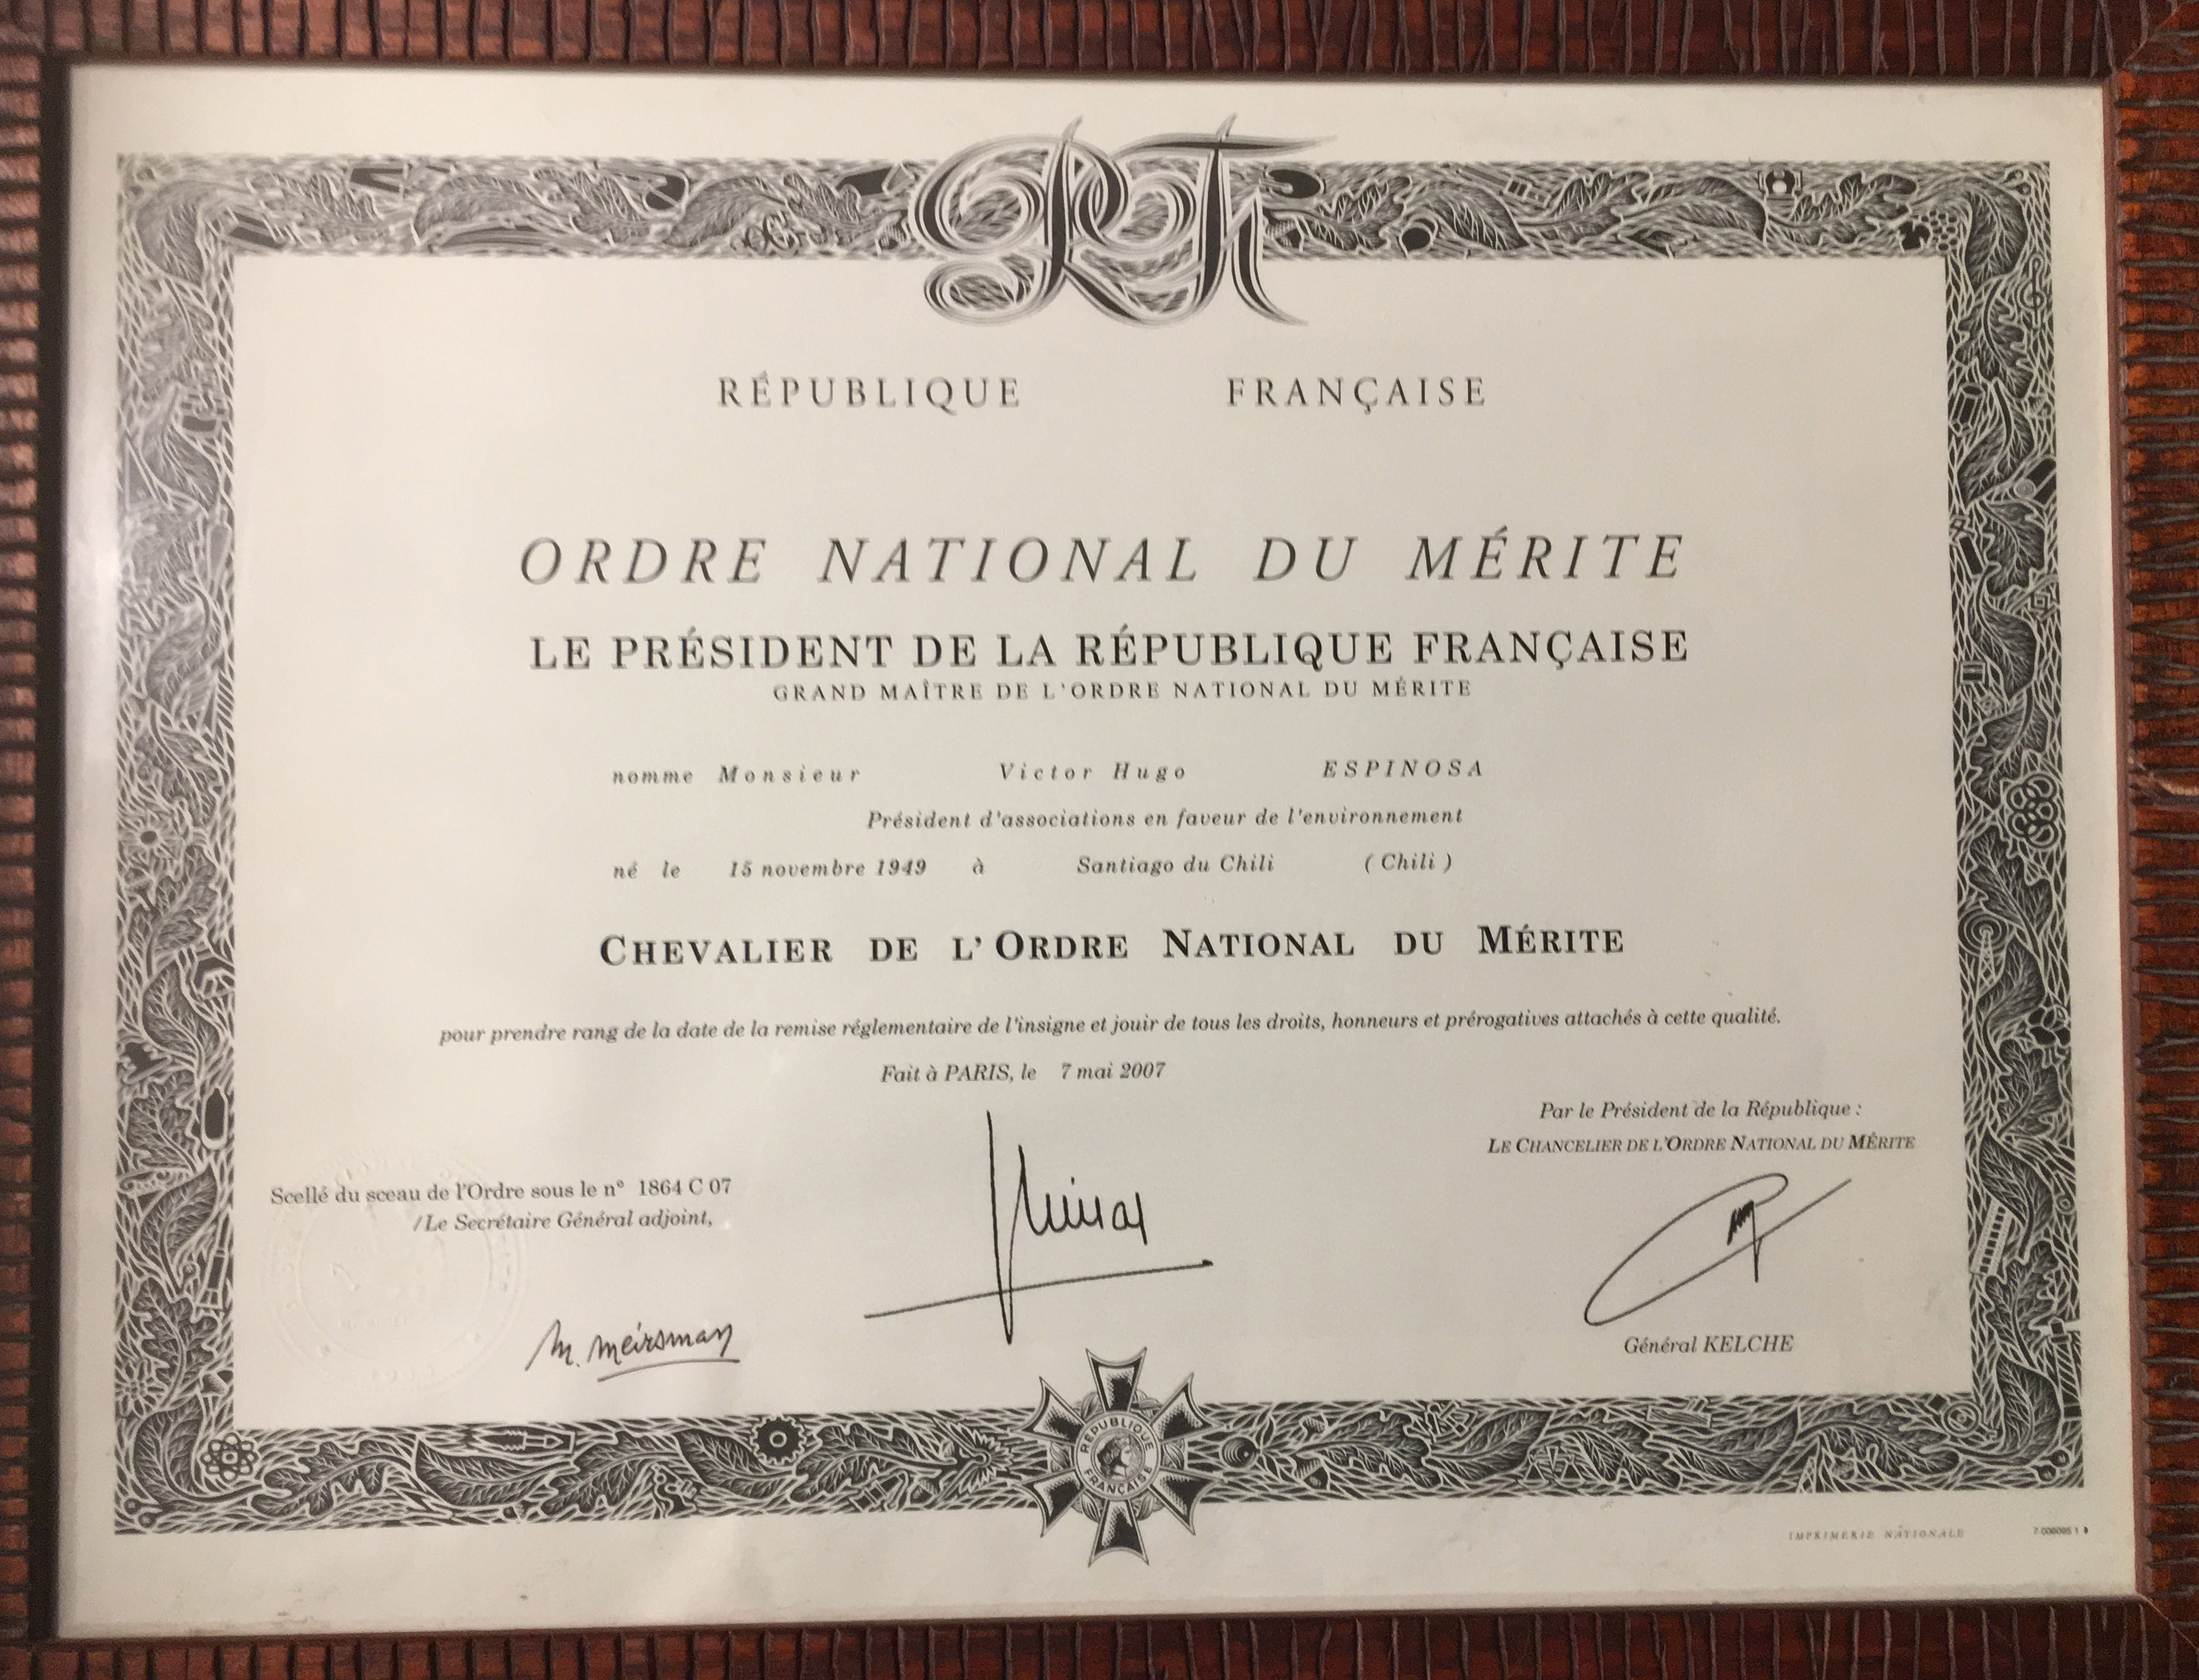 RF
RÉPUBLIQUE FRANÇAISE
ORDRE NATIONAL DU MÉRITE
LE PRÉSIDENT DE LA RÉPUBLIQUE FRANÇAISE
GRAND MAÎTRE DE L'ORDRE NATIONAL DU MÉRITE
nomme Monsieur Victor Hugo ESPINOSA
Président d'associations en faveur de l'environnement
né le 15 novembre 1949 à Santiago du Chili ( Chili )
CHEVALIER DE L'ORDRE NATIONAL DU MÉRITE
pour prendre rang de la date de la remise réglementaire de l'insigne et jouir de tous les droits, honneurs et prérogatives attachés à cette qualité.
Fait à PARIS, le 7 mai 2007
Par le Président de la République :
LE CHANCELIER DE L'ORDRE NATIONAL DU MÉRITE
Scellé du sceau de l'Ordre sous le n° 1864 C 07
/Le Secrétaire Général adjoint,
M. Meirsman
Général KELCHE
RÉPUBLIQUE FRANÇAISE
IMPRIMERIE NATIONALE